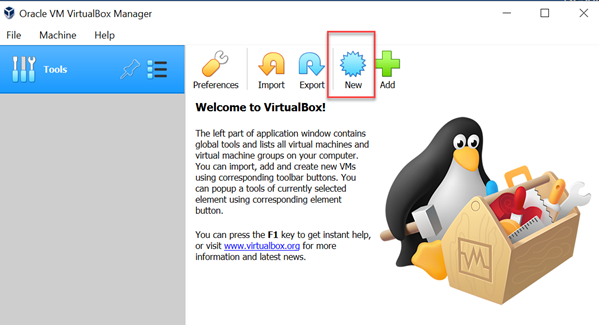 Oracle VM VirtualBox Manager
File Machine Help
Tools
Preferences Import Export New Add
Welcome to VirtualBox!
The left part of application window contains
global tools and lists all virtual machines and
virtual machine groups on your computer.
You can import, add and create new VMs
using corresponding toolbar buttons. You
can popup a tools of currently selected
element using corresponding element
button.
You can press the F1 key to get instant help,
or visit www.virtualbox.org for more
information and latest news.